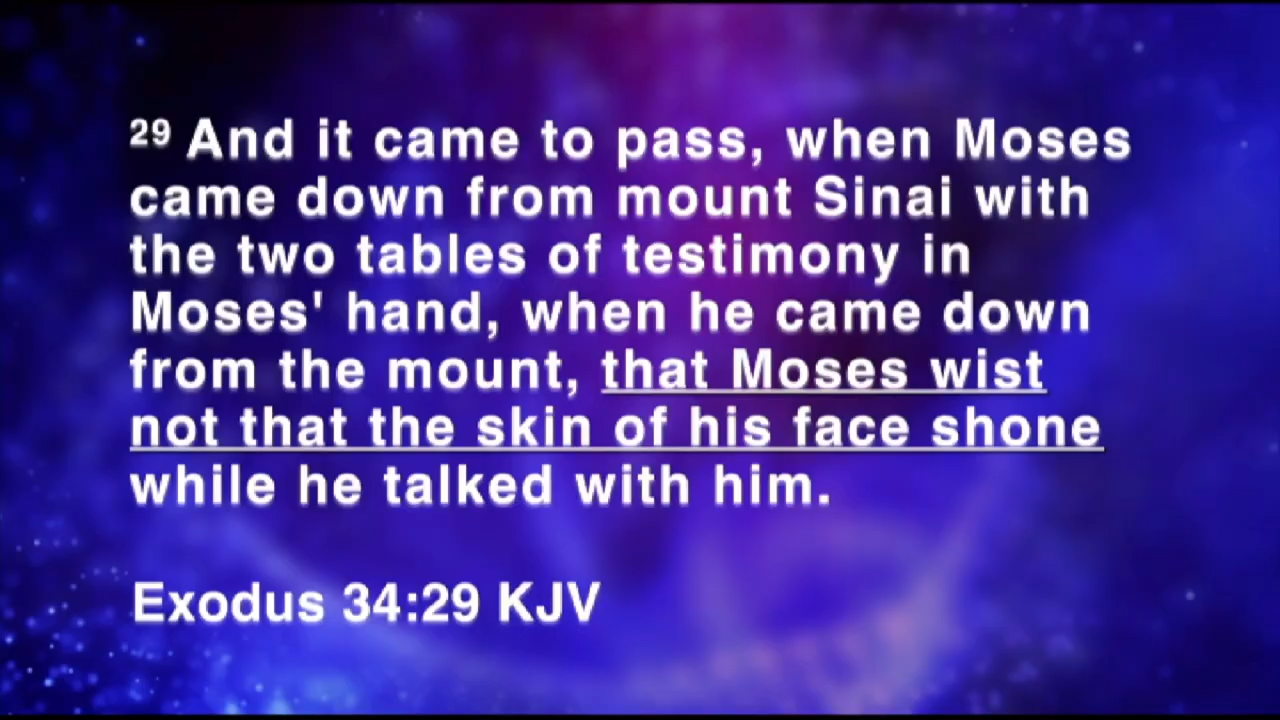 29 And it came to pass, when Moses
came down from mount Sinai with
the two tables of testimony in
Moses' hand, when he came down
from the mount, that Moses wist
not that the skin of his face shone
while he talked with him.
Exodus 34:29 KJV